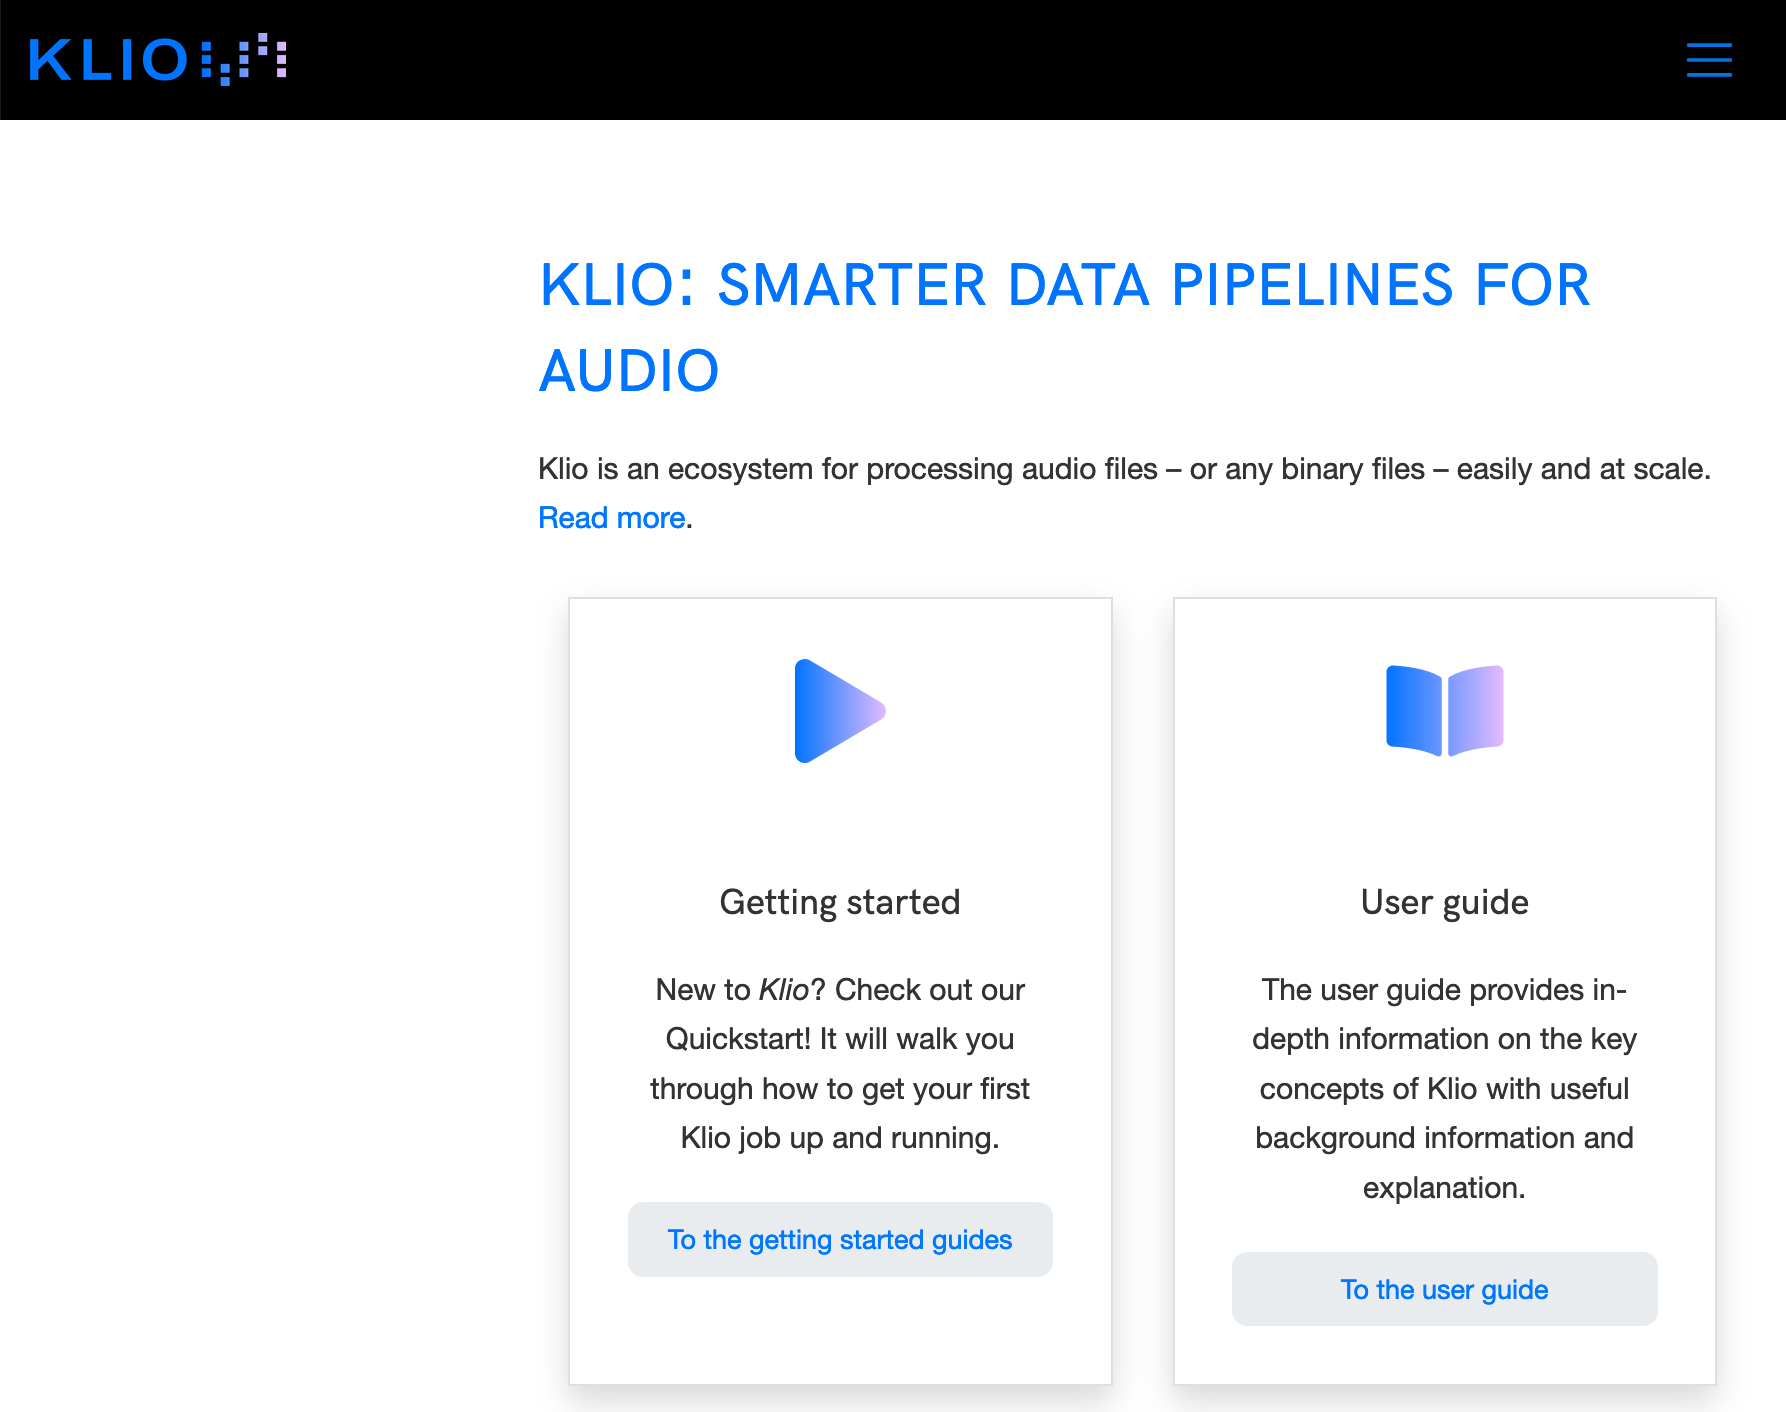 KLIO
KLIO: SMARTER DATA PIPELINES FOR
AUDIO
Klio is an ecosystem for processing audio files – or any binary files – easily and at scale.
Read more.
Getting started
New to Klio? Check out our
Quickstart! It will walk you
through how to get your first
Klio job up and running.
To the getting started guides
User guide
The user guide provides in-
depth information on the key
concepts of Klio with useful
background information and
explanation.
To the user guide